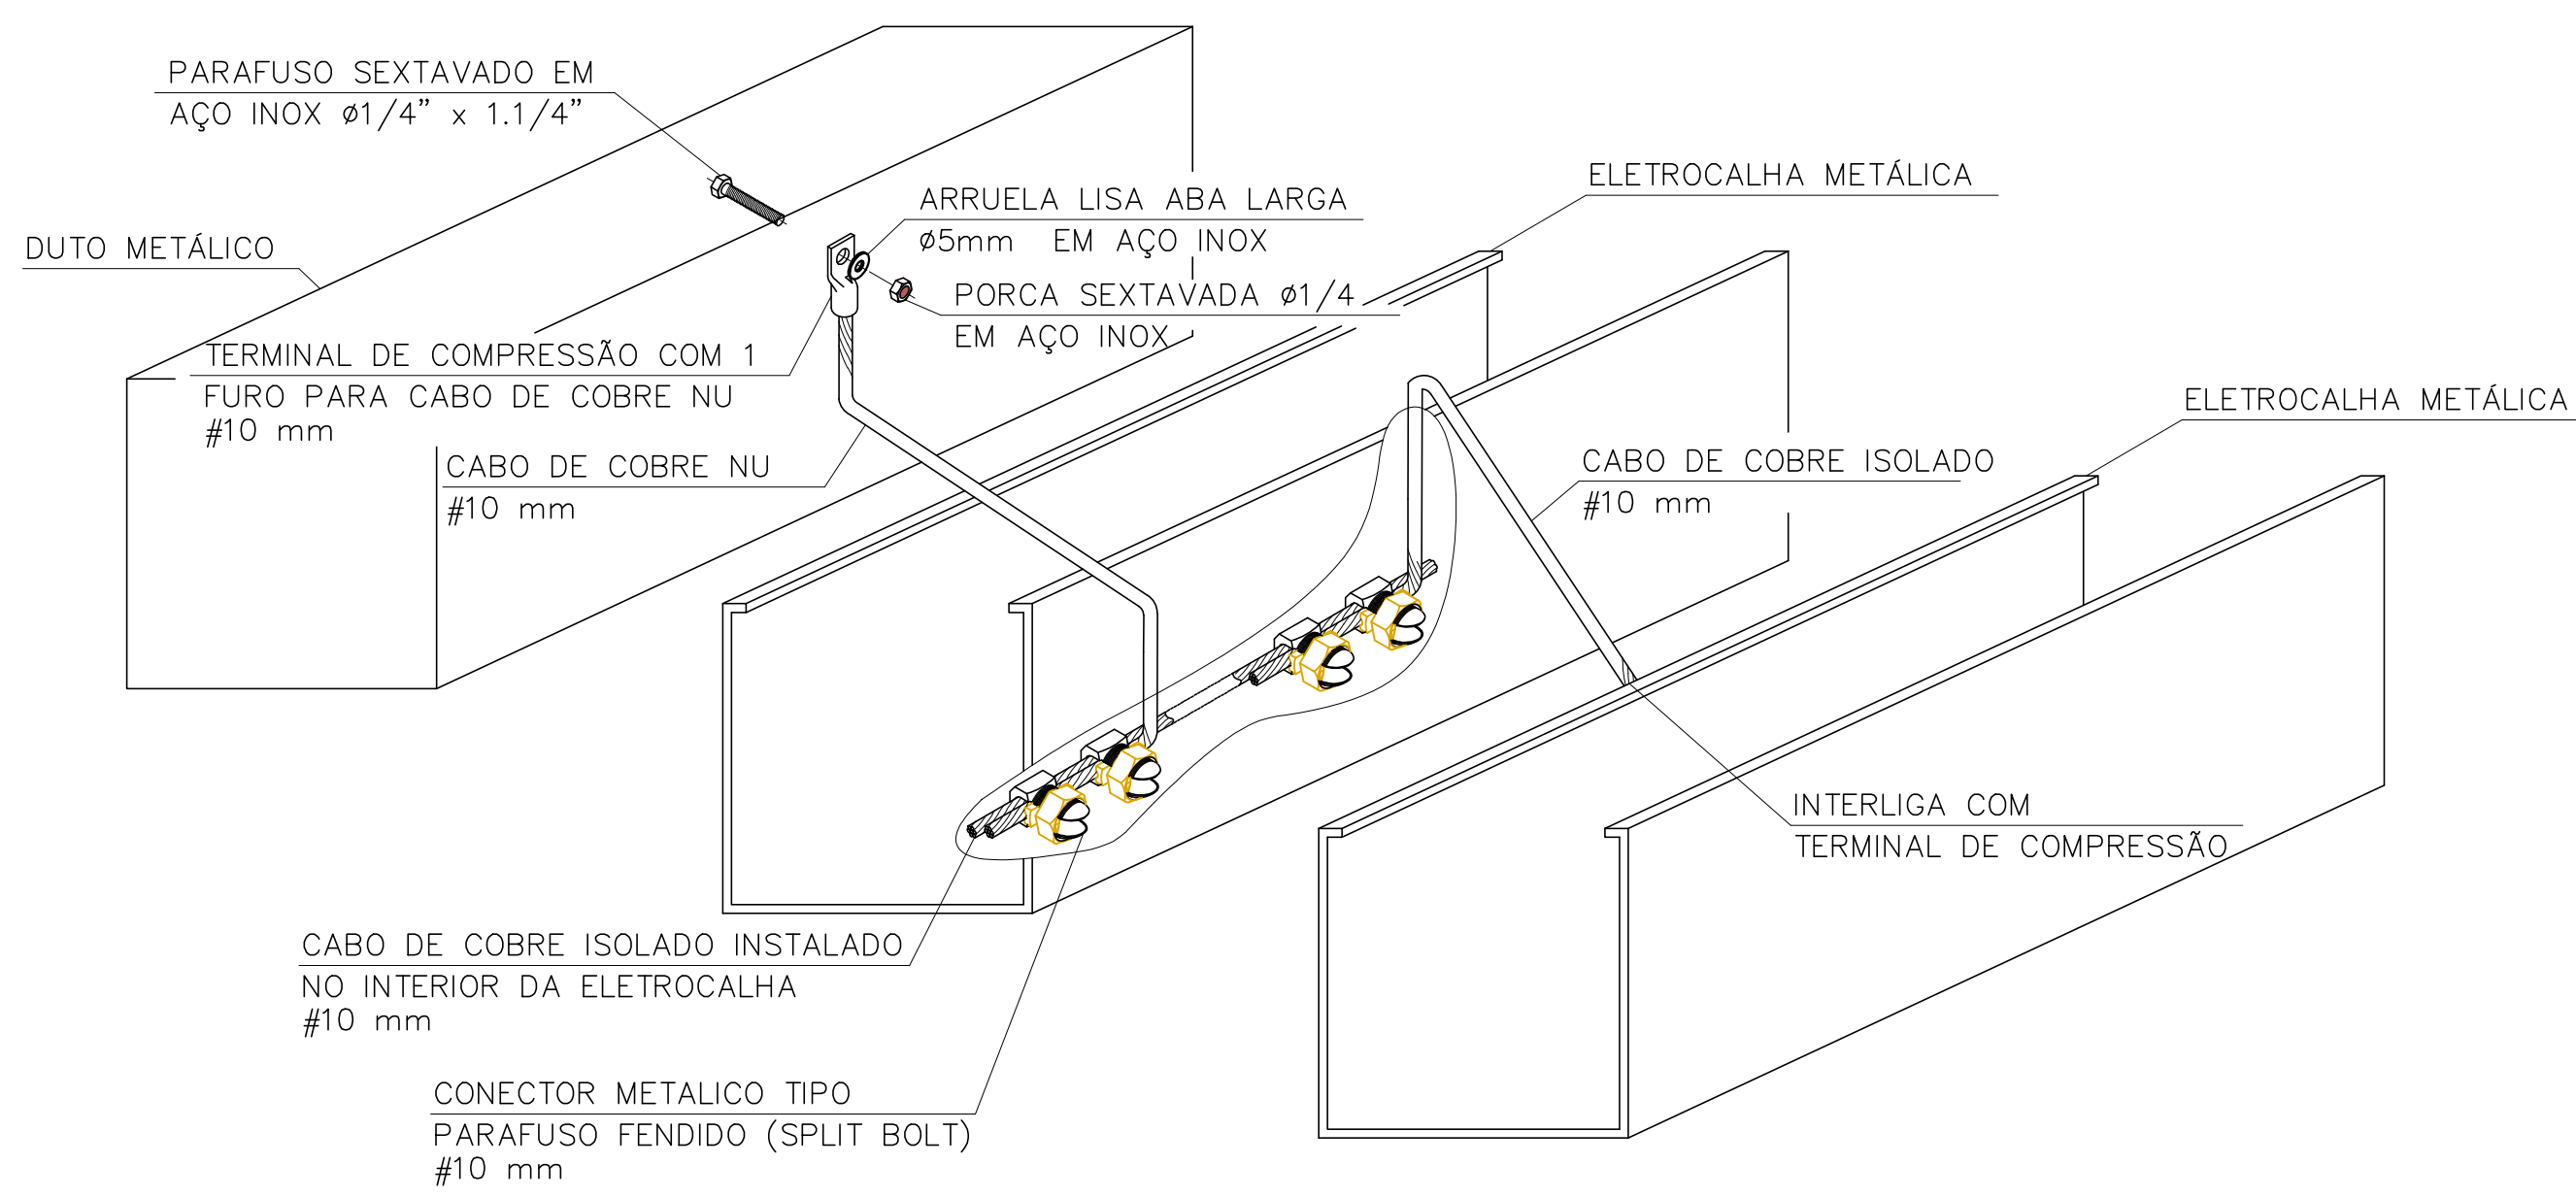 PARAFUSO SEXTAVADO EM
AÇO INOX ø1/4” x 1.1/4”
DUTO METÁLICO
ARRUELA LISA ABA LARGA
ø5mm EM AÇO INOX
PORCA SEXTAVADA ø1/4
EM AÇO INOX
ELETROCALHA METÁLICA
TERMINAL DE COMPRESSÃO COM 1
FURO PARA CABO DE COBRE NU
#10 mm
CABO DE COBRE NU
#10 mm
ELETROCALHA METÁLICA
CABO DE COBRE ISOLADO
#10 mm
INTERLIGA COM
TERMINAL DE COMPRESSÃO
CABO DE COBRE ISOLADO INSTALADO
NO INTERIOR DA ELETROCALHA
#10 mm
CONECTOR METALICO TIPO
PARAFUSO FENDIDO (SPLIT BOLT)
#10 mm